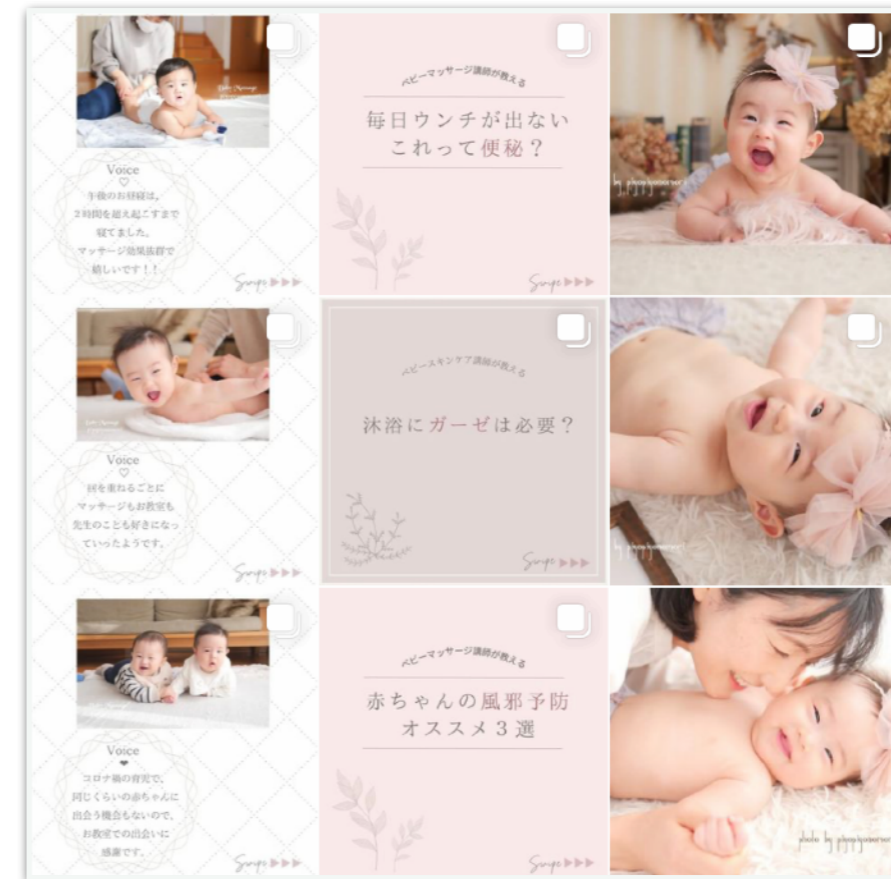 Voice
午後のお昼寝は、
2時間を超え起こすまで
寝てました。
マッサージ効果抜群で
嬉しいです！！
Swipe
ベビーマッサージ講師が教える
毎日ウンチが出ない
これって便秘？
Swipe
Voice
回を重ねるごとに
マッサージもお教室も
先生のことも好きになっ
ていったようです。
Swipe
ベビースキンケア講師が教える
沐浴にガーゼは必要？
Swipe
Voice
コロナ禍の育児で、
同じくらいの赤ちゃんに
出会う機会もないので、
お教室での出会いに
感謝です。
Swipe
ベビーマッサージ講師が教える
赤ちゃんの風邪予防
オススメ3選
Swipe
photo by